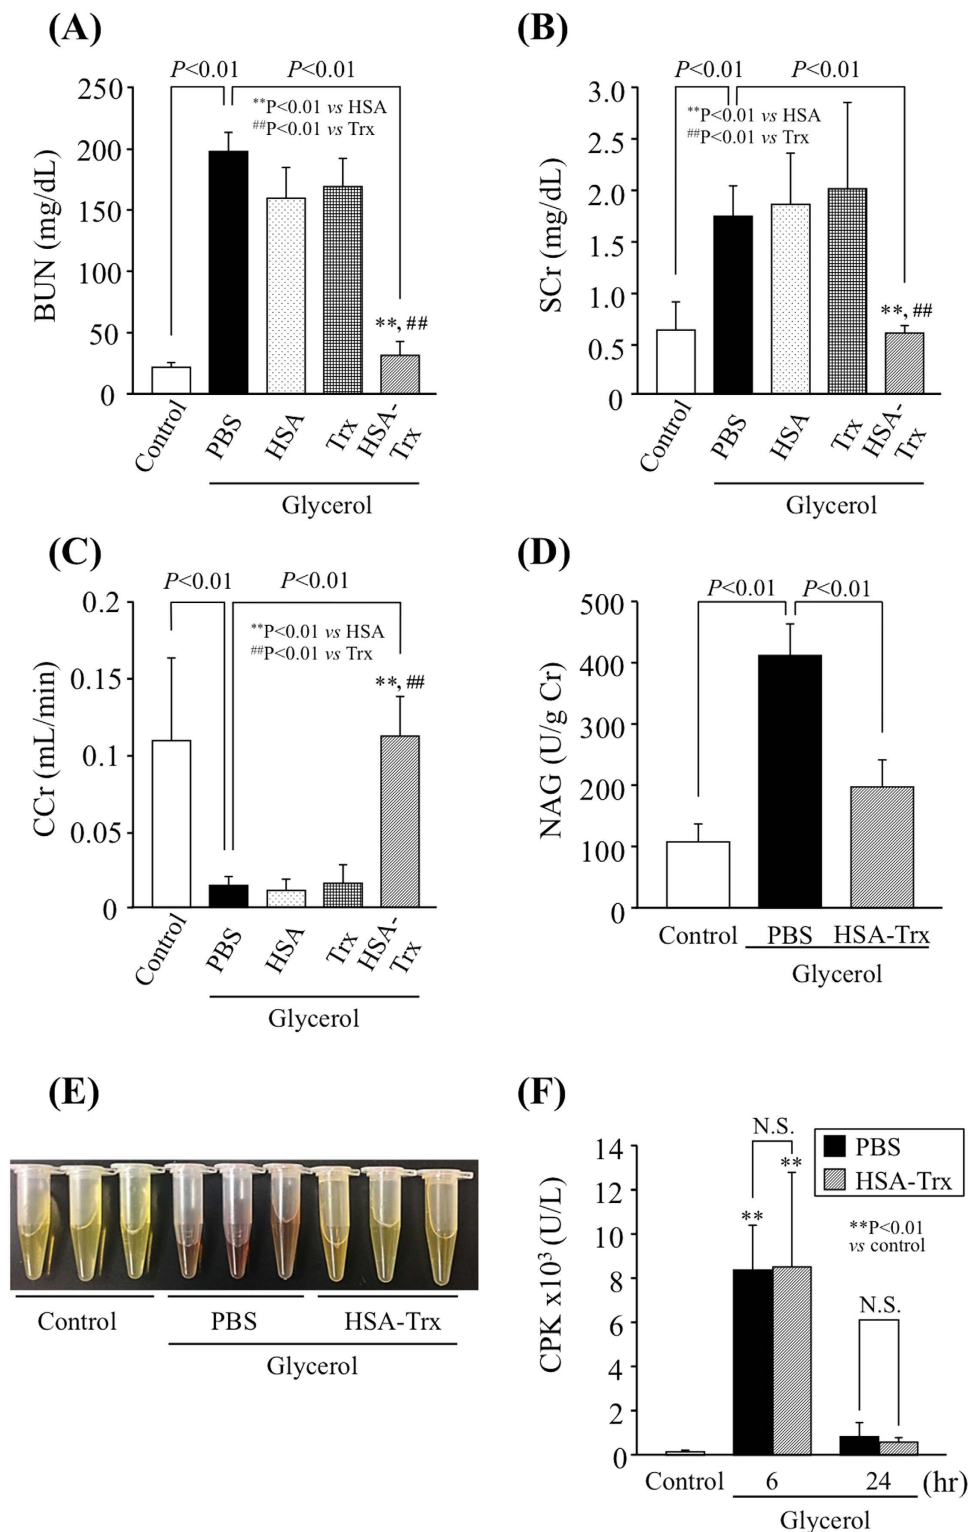 (A)
P<0.01 P<0.01
**P<0.01 vs HSA
##P<0.01 vs Trx
BUN (mg/dL)
250
200
150
100
50
0
**, ##
Control PBS HSA Trx HSA-Trx
Glycerol
(B)
P<0.01 P<0.01
**P<0.01 vs HSA
##P<0.01 vs Trx
SCr (mg/dL)
3.0
2.5
2.0
1.5
1.0
0.5
0
**, ##
Control PBS HSA Trx HSA-Trx
Glycerol
(C)
P<0.01 P<0.01
**P<0.01 vs HSA
##P<0.01 vs Trx
CCr (mL/min)
0.2
0.15
0.1
0.05
0
**, ##
Control PBS HSA Trx HSA-Trx
Glycerol
(D)
P<0.01 P<0.01
NAG (U/g Cr)
500
400
300
200
100
0
Control PBS HSA-Trx
Glycerol
(E)
Control PBS HSA-Trx
Glycerol
(F)
N.S.
PBS
HSA-Trx
**P<0.01
vs control
CPK x10³ (U/L)
14
12
10
8
6
4
2
0
** **
N.S.
Control 6 24 (hr)
Glycerol